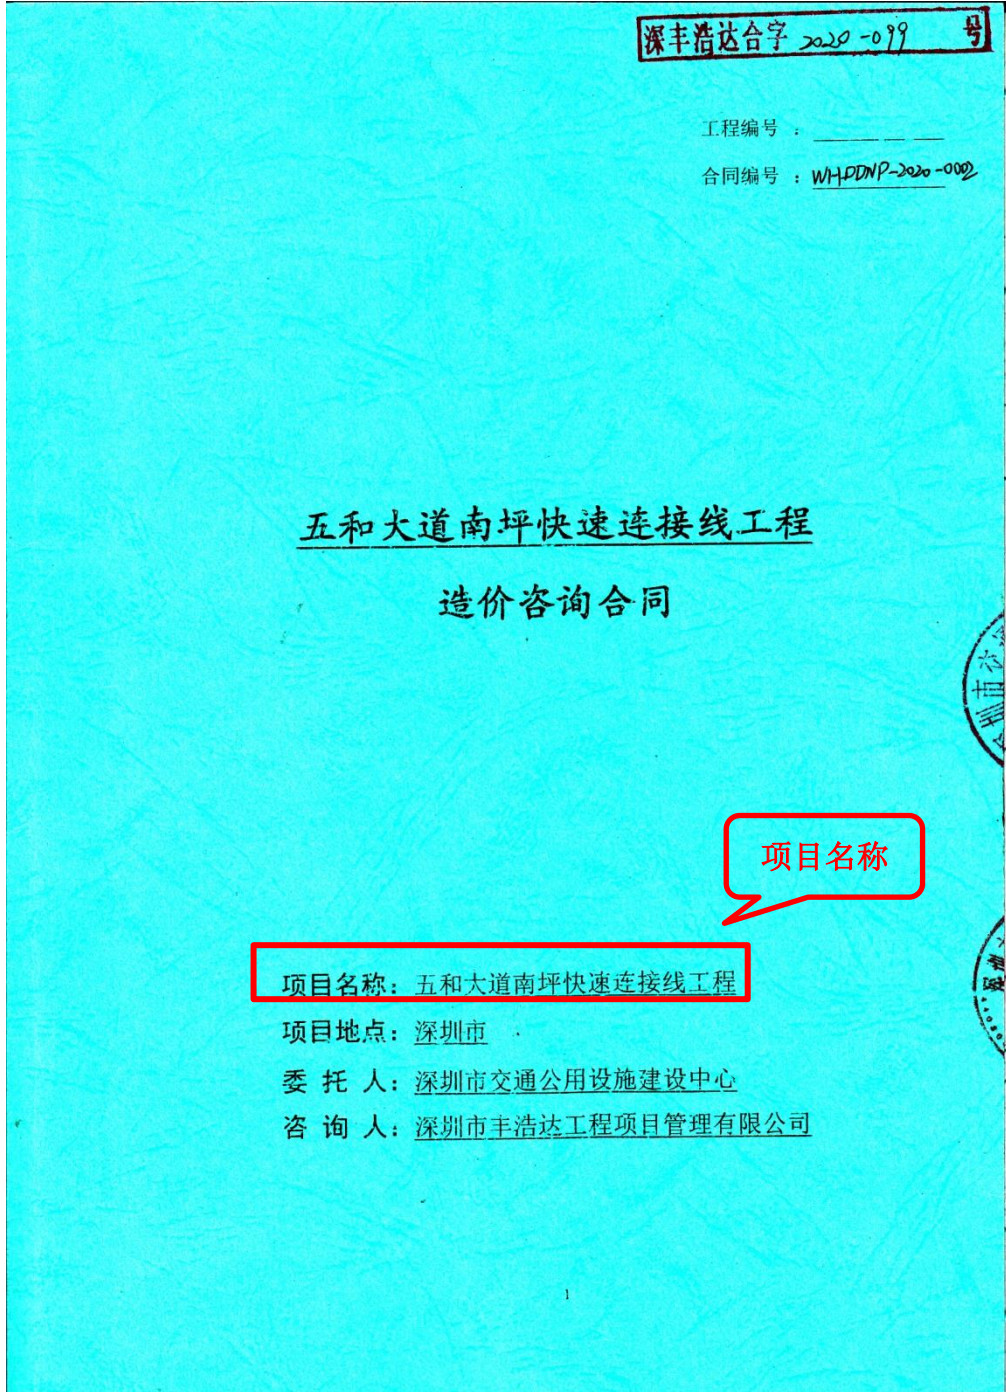 深丰浩达合字 2020-099 号
工程编号：
合同编号：WHDDNP-2020-0002
五和大道南坪快速连接线工程
造价咨询合同
项目名称
项目名称：五和大道南坪快速连接线工程
项目地点：深圳市
委托人：深圳市交通公用设施建设中心
咨询人：深圳市丰浩达工程项目管理有限公司
1